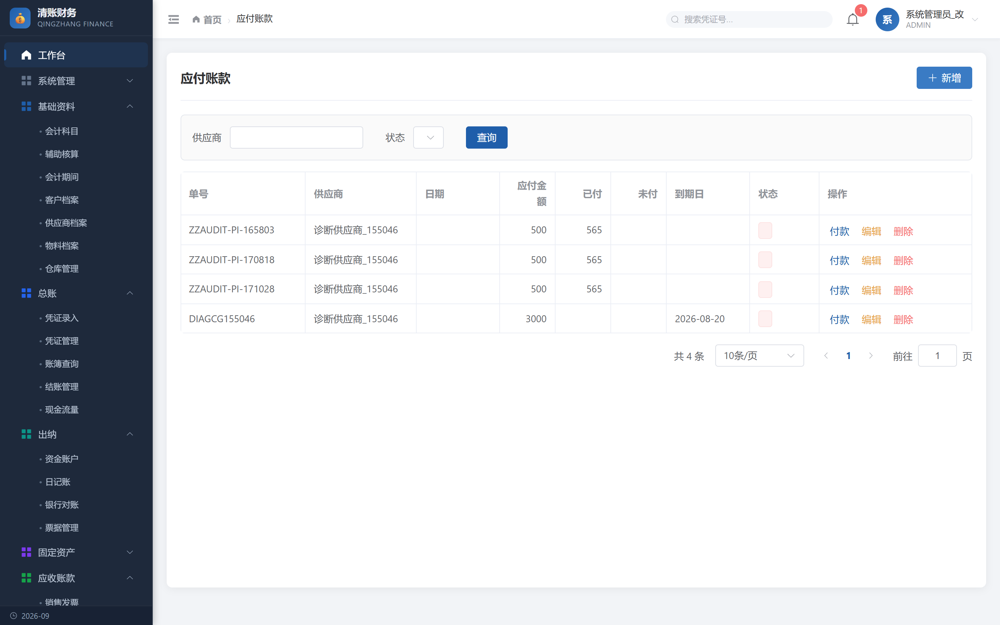 清账财务
QINGZHANG FINANCE
工作台
系统管理
基础资料
会计科目
辅助核算
会计期间
客户档案
供应商档案
物料档案
仓库管理
总账
凭证录入
凭证管理
账簿查询
结账管理
现金流量
出纳
资金账户
日记账
银行对账
票据管理
固定资产
应收账款
销售发票
2026-09
首页 › 应付账款
搜索凭证号...
1
系
系统管理员_改
ADMIN
应付账款
新增
供应商 状态 查询
单号 供应商 日期 应付金额 已付 未付 到期日 状态 操作
ZZAUDIT-PI-165803 诊断供应商_155046 500 565 付款 编辑 删除
ZZAUDIT-PI-170818 诊断供应商_155046 500 565 付款 编辑 删除
ZZAUDIT-PI-171028 诊断供应商_155046 500 565 付款 编辑 删除
DIAGCG155046 诊断供应商_155046 3000 2026-08-20 付款 编辑 删除
共 4 条 10条/页 1 前往 1 页